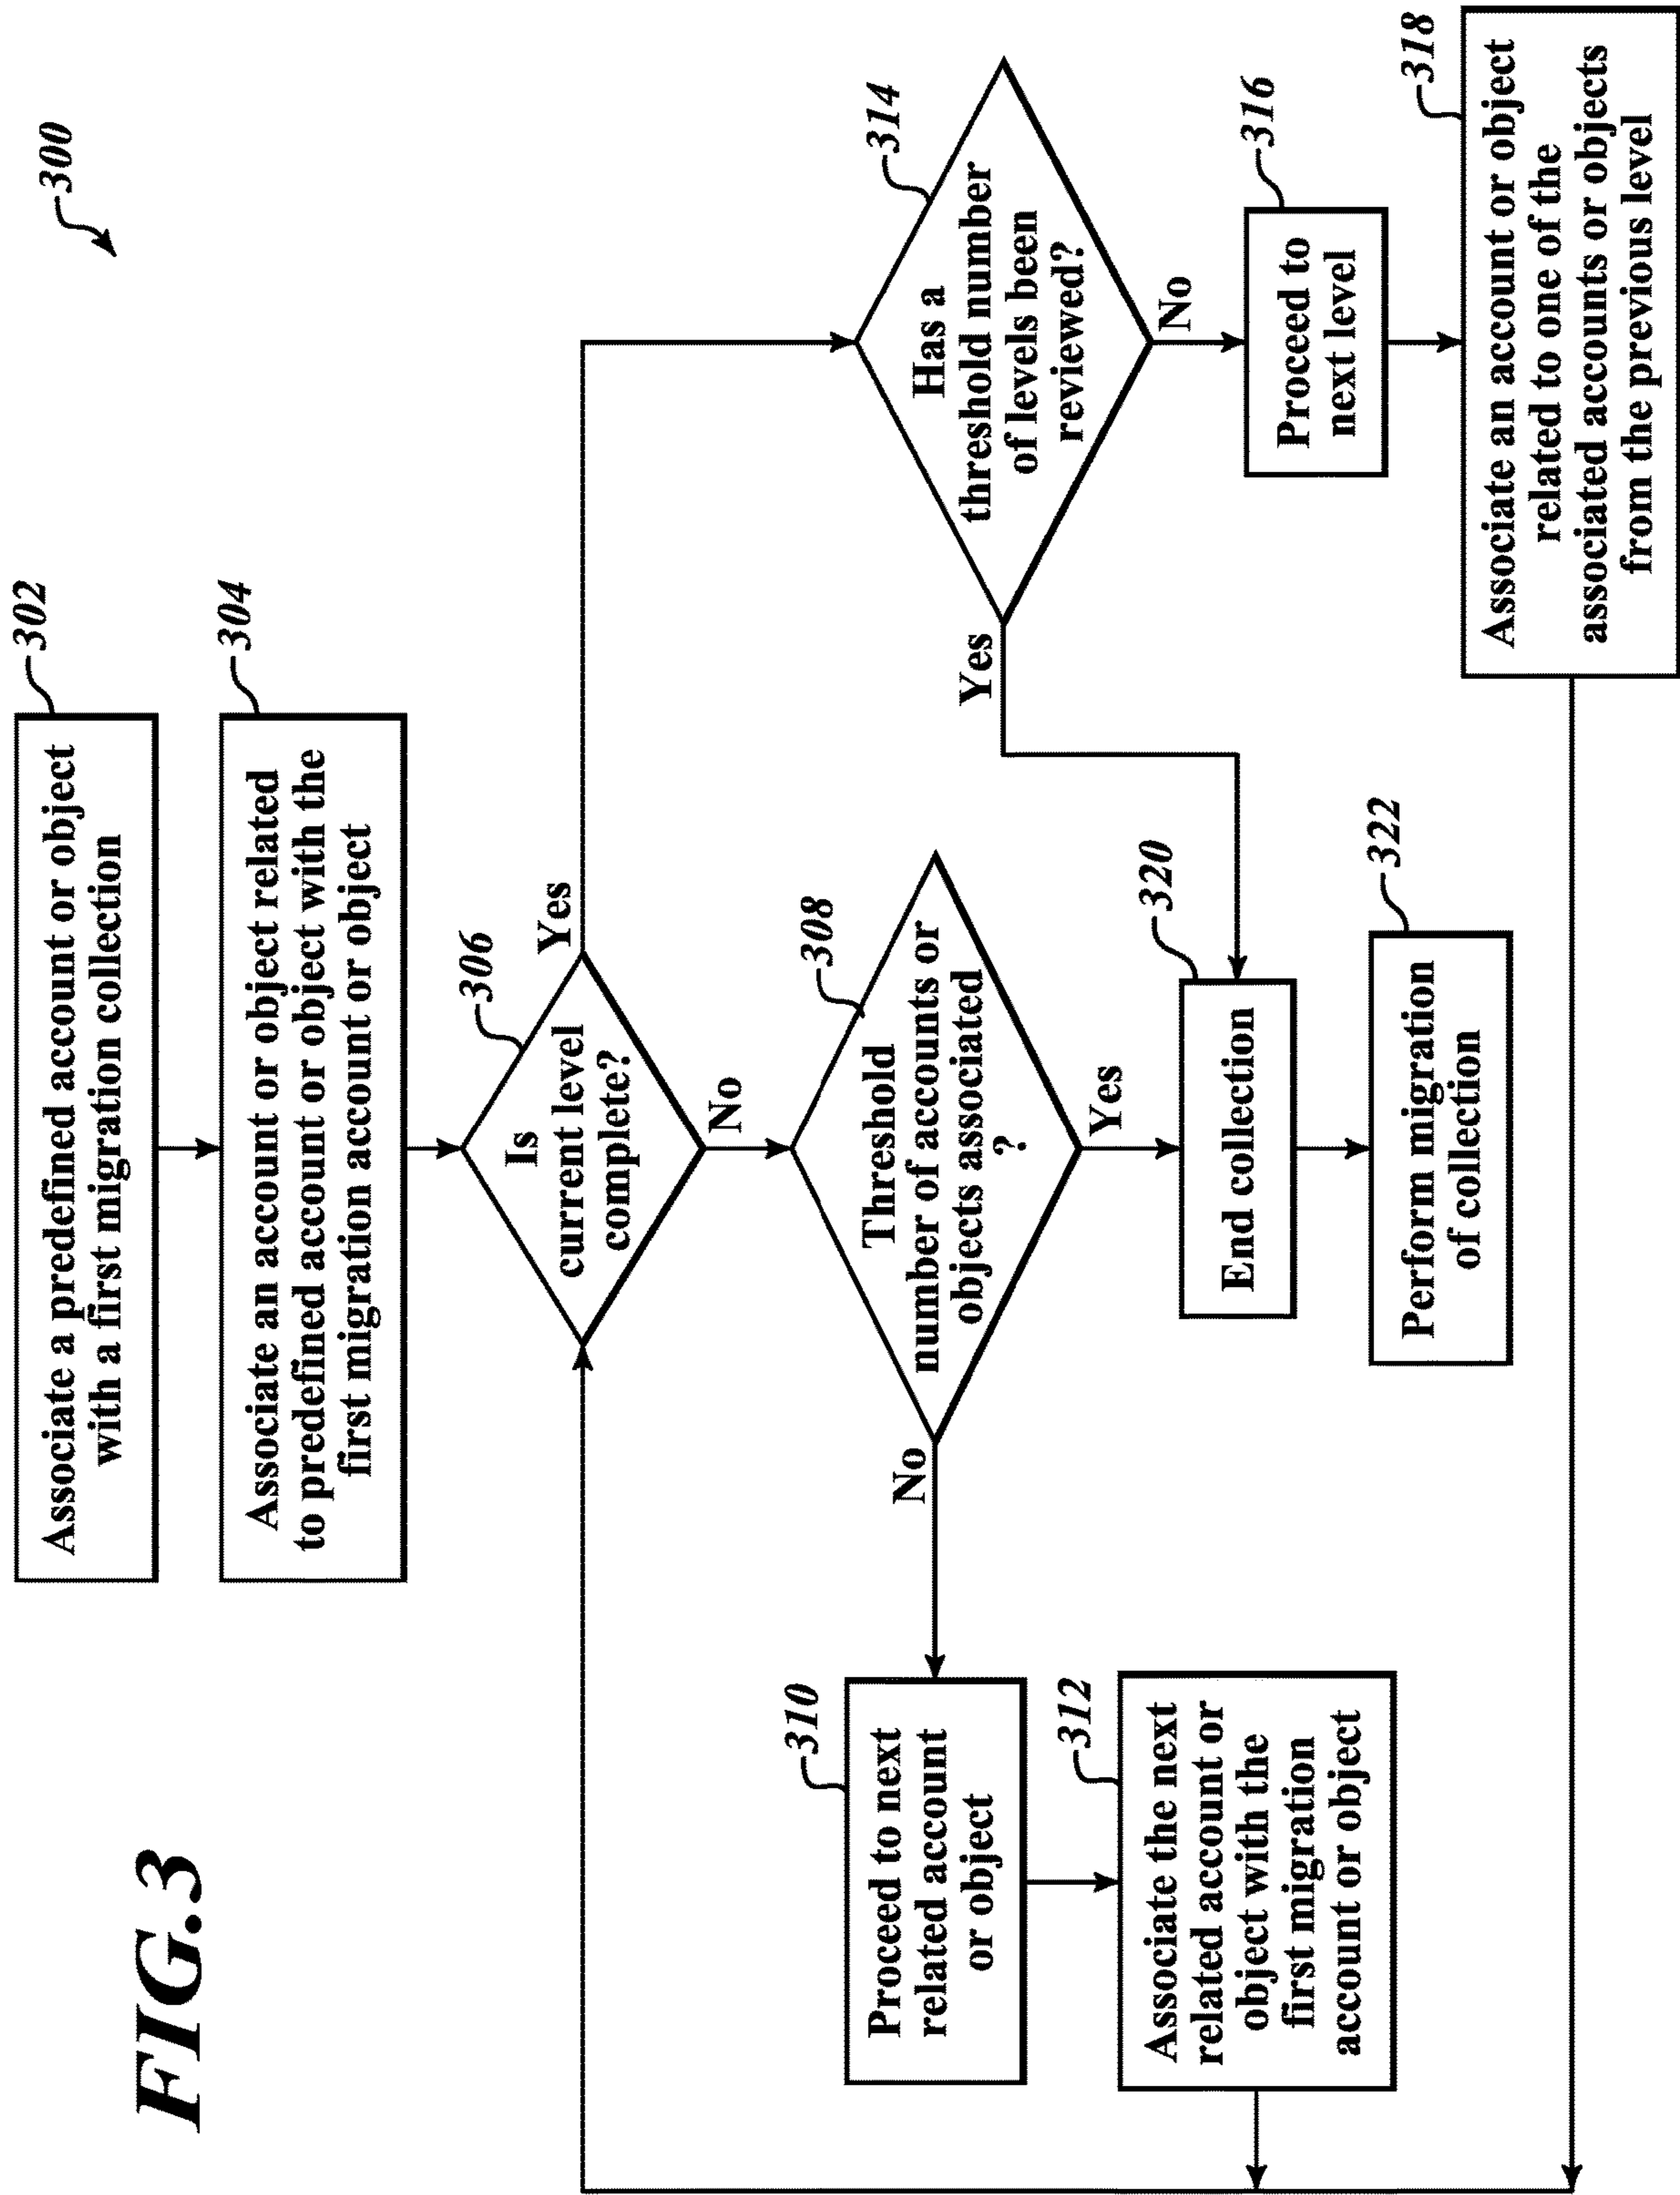 FIG.3
300
302
Associate a predefined account or object
with a first migration collection
304
Associate an account or object related
to predefined account or object with the
first migration account or object
306
Is
current level
complete?
Yes
No
308
Threshold
number of accounts or
objects associated
?
No
Yes
310
Proceed to next
related account
or object
312
Associate the next
related account or
object with the
first migration
account or object
314
Has a
threshold number
of levels been
reviewed?
Yes
No
316
Proceed to
next level
318
Associate an account or object
related to one of the
associated accounts or objects
from the previous level
320
End collection
322
Perform migration
of collection